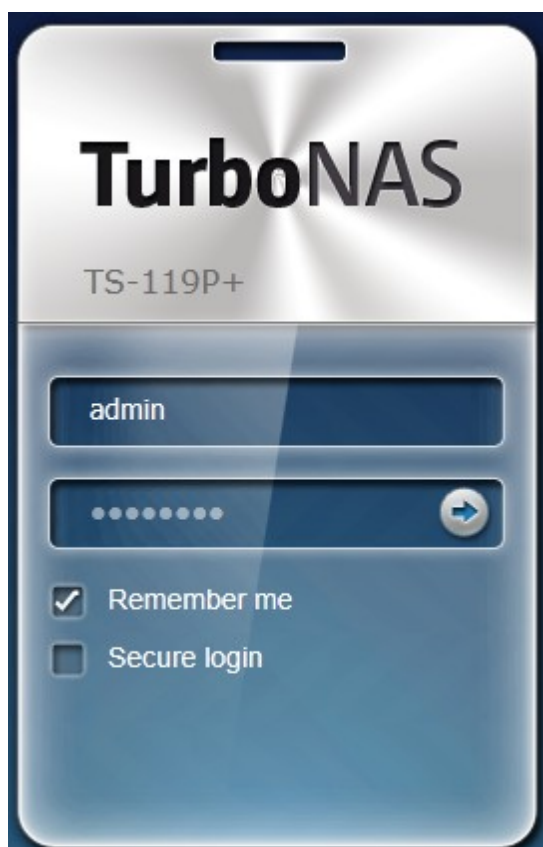 TurboNAS
TS-119P+
admin
••••••••
Remember me
Secure login